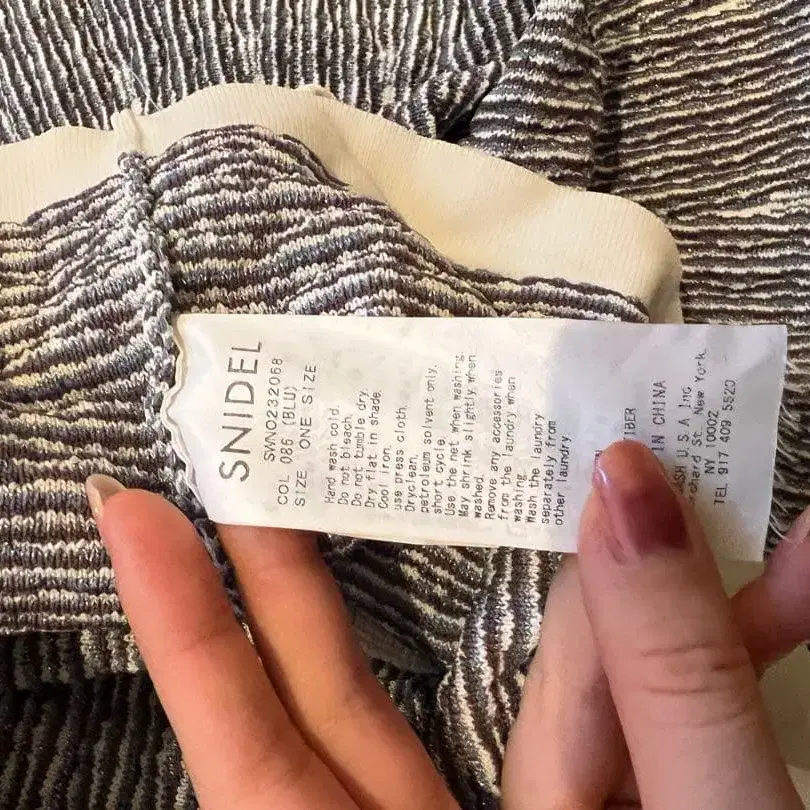 SNIDEL
SWNO232068
COL 086 (BLU)
SIZE ONE SIZE
Hand wash cold.
Do not bleach.
Do not tumble dry.
Dry flat in shade.
Cool iron.
use press cloth.
Dryclean.
petroleum solvent only.
short cycle.
Use the net when washing.
May shrink slightly when
washed.
Remove any accessories
from the laundry when
washing.
Wash the laundry
separately from
other laundry.
IN CHINA
U S A Inc
St. New York,
NY 10002
TEL 917 409 5520